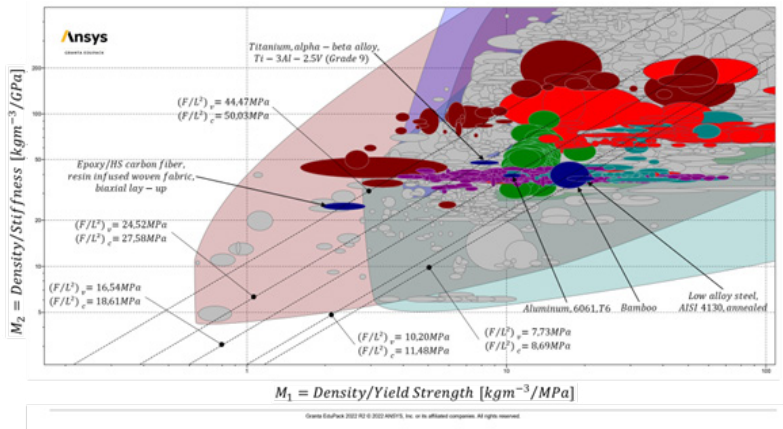 Ansys
GRANTA EDUPACK
Titanium, alpha − beta alloy,
Ti − 3Al − 2.5V (Grade 9)
(F/L²)ᵥ = 44,47MPa
(F/L²)c = 50,03MPa
Epoxy/HS carbon fiber,
resin infused woven fabric,
biaxial lay − up
(F/L²)ᵥ = 24,52MPa
(F/L²)c = 27,58MPa
(F/L²)ᵥ = 16,54MPa
(F/L²)c = 18,61MPa
(F/L²)ᵥ = 10,20MPa
(F/L²)c = 11,48MPa
(F/L²)ᵥ = 7,73MPa
(F/L²)c = 8,69MPa
Aluminum, 6061, T6
Bamboo
Low alloy steel,
AISI 4130, annealed
M₂ = Density/Stiffness [kgm⁻³/GPa]
200
100
50
20
10
5
1
10
100
M₁ = Density/Yield Strength [kgm⁻³/MPa]
Granta EduPack 2022 R2 © 2022 ANSYS, Inc. or its affiliated companies. All rights reserved.